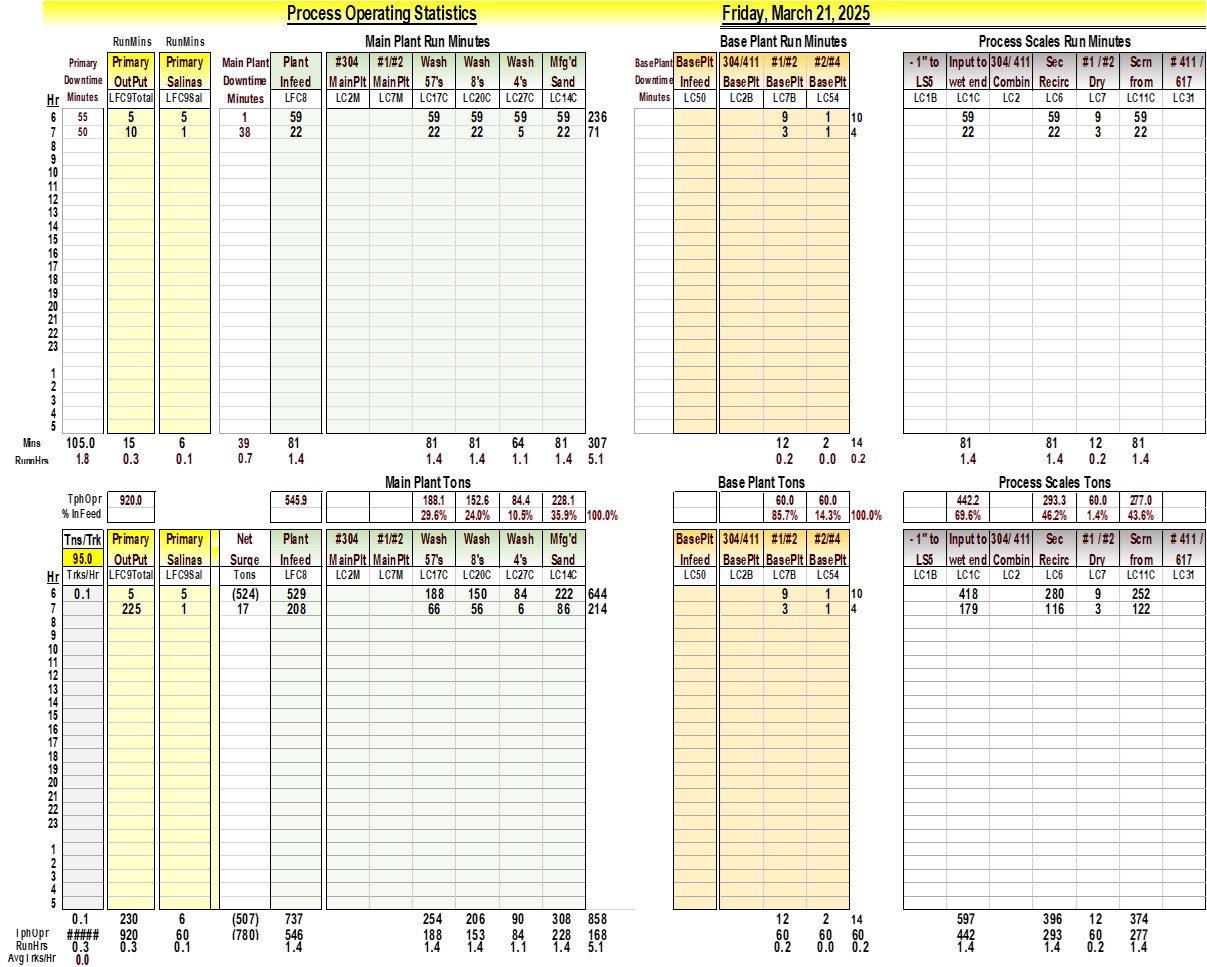 Process Operating Statistics Friday, March 21, 2025
RunMins RunMins Main Plant Run Minutes Base Plant Run Minutes Process Scales Run Minutes
Primary Primary Primary Main Plant Plant #304 #1/#2 Wash Wash Wash Mfg'd BasePlant BasePlt 304/411 #1/#2 #2/#4 - 1" to Input to 304/ 411 Sec #1 / #2 Scrn # 411 /
Downtime OutPut Salinas Downtime Infeed MainPlt MainPlt 57's 8's 4's Sand Downtime Infeed BasePlt BasePlt BasePlt LS5 wet end Combin Recirc Dry from 617
Hr Minutes LFC9Total LFC9Sal Minutes LFC8 LC2M LC7M LC17C LC20C LC27C LC14C Minutes LC50 LC2B LC7B LC54 LC1B LC1C LC2 LC6 LC7 LC11C LC31
6 55 5 5 1 59 59 59 59 59 236 9 1 10 59 59 9 59
7 50 10 1 38 22 22 22 5 22 71 3 1 4 22 22 3 22
8
9
10
11
12
13
14
15
16
17
18
19
20
21
22
23
1
2
3
4
5
Mins 105.0 15 6 39 81 81 81 64 81 307 12 2 14 81 81 12 81
RunnHrs 1.8 0.3 0.1 0.7 1.4 1.4 1.4 1.1 1.4 5.1 0.2 0.0 0.2 1.4 1.4 0.2 1.4
Main Plant Tons Base Plant Tons Process Scales Tons
TphOpr 920.0 545.9 188.1 152.6 84.4 228.1 60.0 60.0 442.2 293.3 60.0 277.0
% InFeed 29.6% 24.0% 10.5% 35.9% 100.0% 85.7% 14.3% 100.0% 69.6% 46.2% 1.4% 43.6%
Tns/Trk Primary Primary Net Plant #304 #1/#2 Wash Wash Wash Mfg'd BasePlt 304/411 #1/#2 #2/#4 - 1" to Input to 304/ 411 Sec #1 / #2 Scrn # 411 /
95.0 OutPut Salinas Surge Infeed MainPlt MainPlt 57's 8's 4's Sand Infeed BasePlt BasePlt BasePlt LS5 wet end Combin Recirc Dry from 617
Hr Trks/Hr LFC9Total LFC9Sal Tons LFC8 LC2M LC7M LC17C LC20C LC27C LC14C LC50 LC2B LC7B LC54 LC1B LC1C LC2 LC6 LC7 LC11C LC31
6 0.1 5 5 (524) 529 188 150 84 222 644 9 1 10 418 280 9 252
7 225 1 17 208 66 56 6 86 214 3 1 4 179 116 3 122
8
9
10
11
12
13
14
15
16
17
18
19
20
21
22
23
1
2
3
4
5
0.1 230 6 (507) 737 254 206 90 308 858 12 2 14 597 396 12 374
TphOpr ##### 920 60 (780) 546 188 153 84 228 168 60 60 60 442 293 60 277
RunHrs 0.3 0.3 0.1 1.4 1.4 1.4 1.1 1.4 5.1 0.2 0.0 0.2 1.4 1.4 0.2 1.4
Avg Trks/Hr 0.0